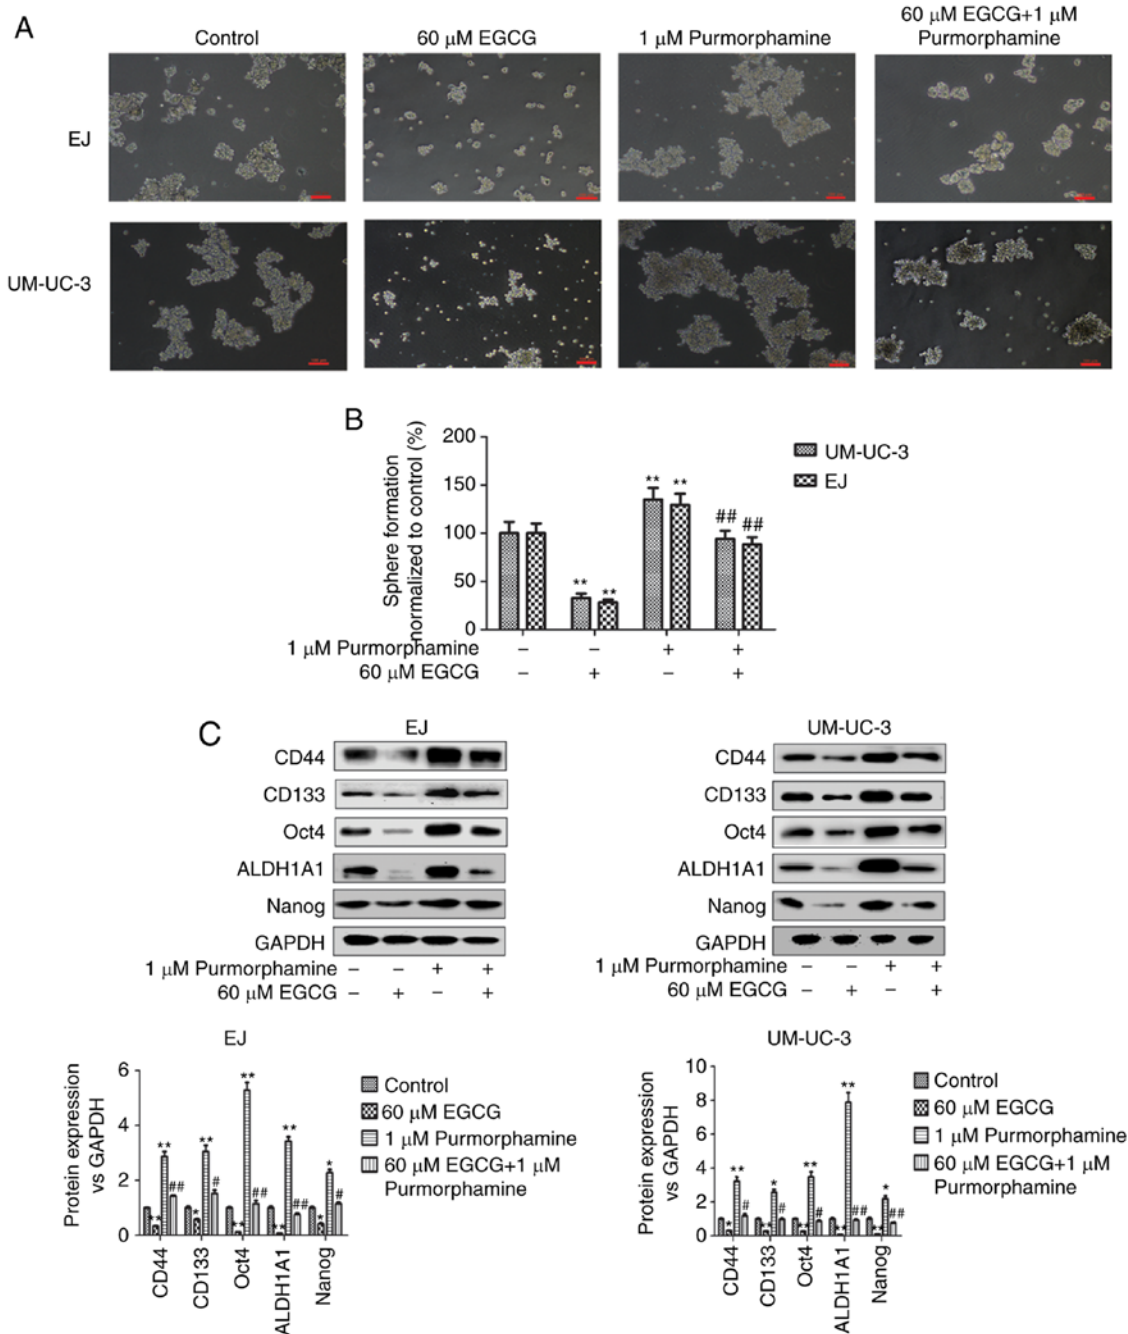 A
Control
60 μM EGCG
1 μM Purmorphamine
60 μM EGCG+1 μM
Purmorphamine
EJ
UM-UC-3
B
Sphere formation
normalized to control (%)
200
150
100
50
0
** ** ** ** ## ##
UM-UC-3
EJ
1 μM Purmorphamine – – + +
60 μM EGCG – + – +
C
EJ
CD44
CD133
Oct4
ALDH1A1
Nanog
GAPDH
1 μM Purmorphamine – – + +
60 μM EGCG – + – +
UM-UC-3
CD44
CD133
Oct4
ALDH1A1
Nanog
GAPDH
1 μM Purmorphamine – – + +
60 μM EGCG – + – +
EJ
Protein expression
vs GAPDH
6
4
2
0
** ** ## * ** # ** ** ## ** ** ## * * #
CD44
CD133
Oct4
ALDH1A1
Nanog
Control
60 μM EGCG
1 μM Purmorphamine
60 μM EGCG+1 μM
Purmorphamine
UM-UC-3
Protein expression
vs GAPDH
10
8
6
4
2
0
* ** # ** * # ** ** # ** ** ## ** * ##
CD44
CD133
Oct4
ALDH1A1
Nanog
Control
60 μM EGCG
1 μM Purmorphamine
60 μM EGCG+1 μM
Purmorphamine